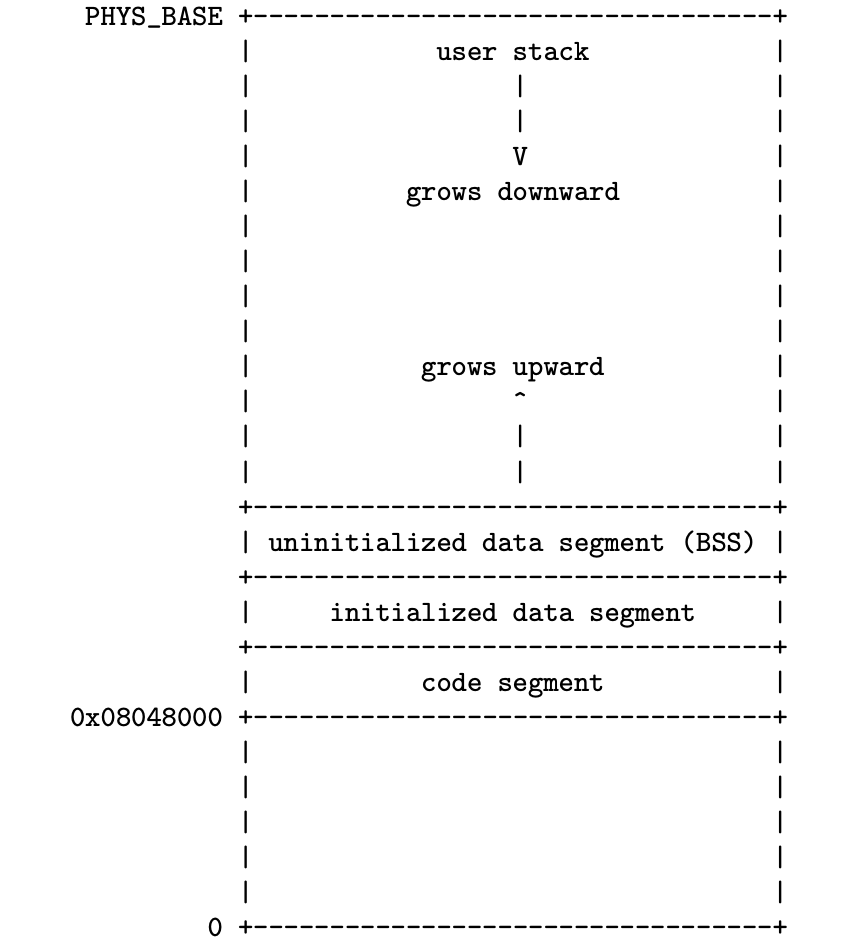 PHYS_BASE +----------------------------------+
| user stack |
| | |
| | |
| V |
| grows downward |
| |
| |
| |
| |
| grows upward |
| ^ |
| | |
| | |
+----------------------------------+
| uninitialized data segment (BSS) |
+----------------------------------+
| initialized data segment |
+----------------------------------+
| code segment |
0x08048000 +----------------------------------+
| |
| |
| |
| |
| |
0 +----------------------------------+